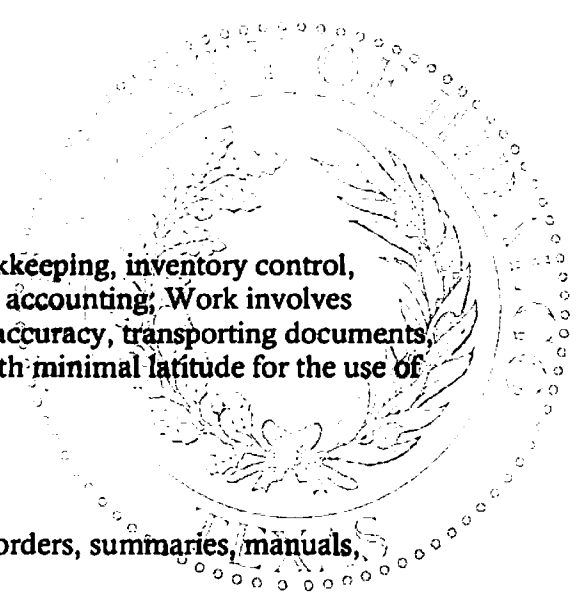 OF
kkeeping, inventory control,
accounting; Work involves
accuracy, transporting documents,
th minimal latitude for the use of
orders, summaries, manuals,